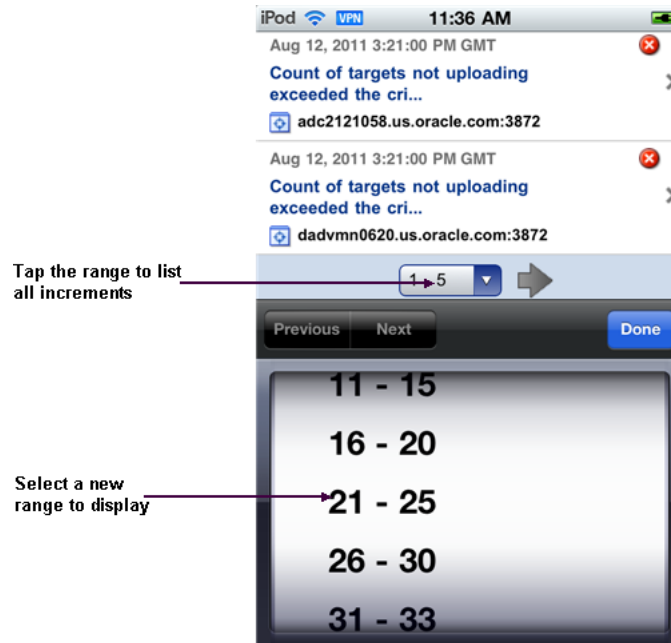 iPod VPN 11:36 AM
Aug 12, 2011 3:21:00 PM GMT
Count of targets not uploading
exceeded the cri...
adc2121058.us.oracle.com:3872
Aug 12, 2011 3:21:00 PM GMT
Count of targets not uploading
exceeded the cri...
dadvmn0620.us.oracle.com:3872
Tap the range to list
all increments
1 - 5
Previous Next Done
11 - 15
16 - 20
Select a new
range to display
21 - 25
26 - 30
31 - 33